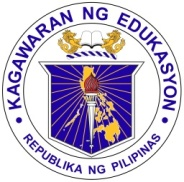 KAGAWARAN NG EDUKASYON
REPUBLIKA NG PILIPINAS